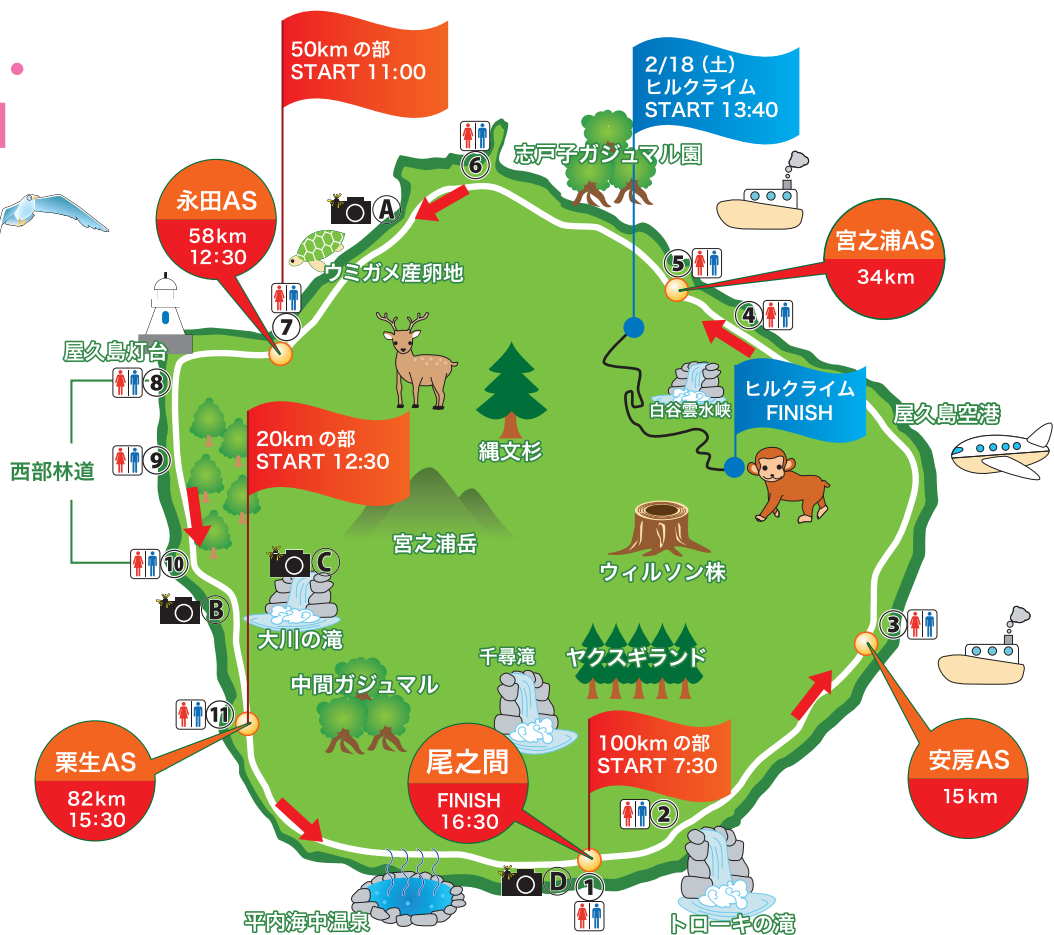 50kmの部
START 11:00
2/18（土）
ヒルクライム
START 13:40
志戸子ガジュマル園
6
A
永田AS
58km
12:30
宮之浦AS
34km
5
4
ウミガメ産卵地
7
屋久島灯台
8
白谷雲水峡
ヒルクライム
FINISH
屋久島空港
20kmの部
START 12:30
縄文杉
西部林道
9
宮之浦岳
10
C
ウィルソン株
B
大川の滝
3
千尋滝
ヤクスギランド
中間ガジュマル
11
100kmの部
START 7:30
栗生AS
82km
15:30
尾之間
FINISH
16:30
安房AS
15km
2
D
1
平内海中温泉
トローキの滝